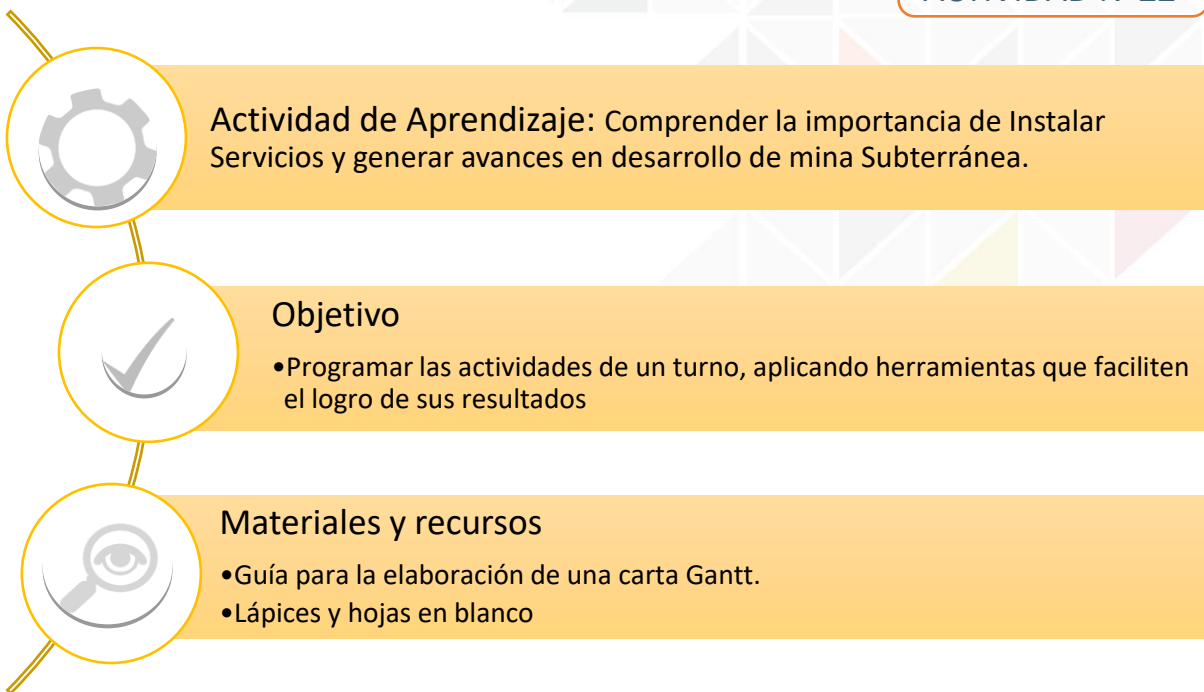 Actividad de Aprendizaje: Comprender la importancia de Instalar
Servicios y generar avances en desarrollo de mina Subterránea.
Objetivo
•Programar las actividades de un turno, aplicando herramientas que faciliten
el logro de sus resultados
Materiales y recursos
•Guía para la elaboración de una carta Gantt.
•Lápices y hojas en blanco